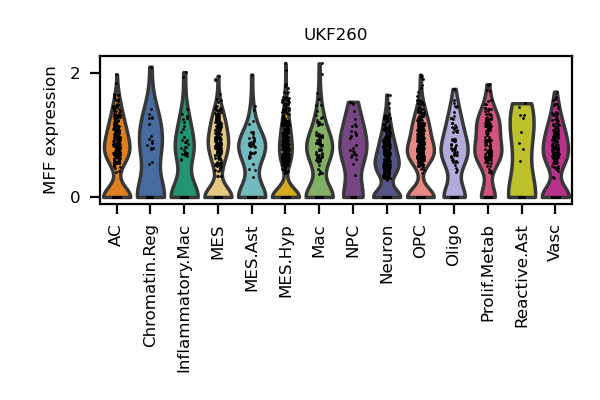 UKF260
MFF expression
2
0
AC
Chromatin.Reg
Inflammatory.Mac
MES
MES.Ast
MES.Hyp
Mac
NPC
Neuron
OPC
Oligo
Prolif.Metab
Reactive.Ast
Vasc